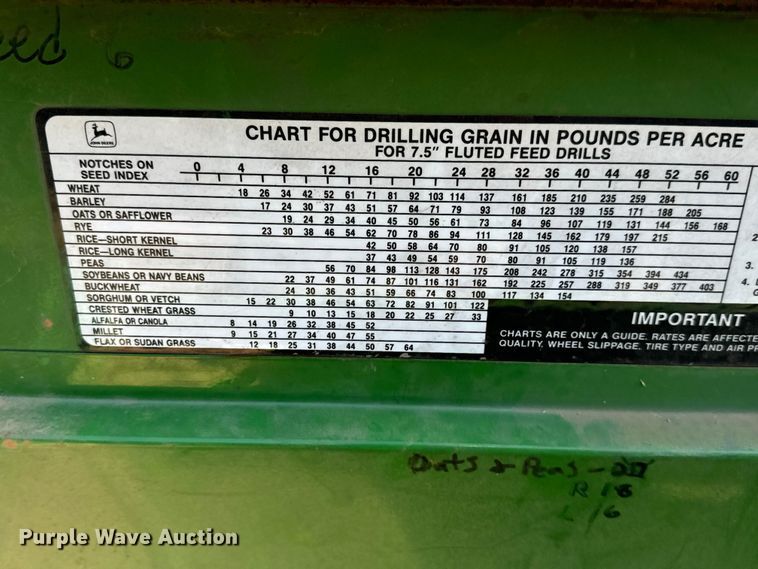 eed 6
JOHN DEERE
CHART FOR DRILLING GRAIN IN POUNDS PER ACRE
FOR 7.5" FLUTED FEED DRILLS
NOTCHES ON SEED INDEX 0 4 8 12 16 20 24 28 32 36 40 44 48 52 56 60
WHEAT 18 26 34 42 52 61 71 81 92 103 114 137 161 185 210 235 259 284
BARLEY 17 24 30 37 43 51 57 64 71 79 93 108 123 139 155 171 188 205
OATS OR SAFFLOWER 19 24 29 34 40 45 50 56 61 73 84 96 107 119 131 144 156 168
RYE 23 30 38 46 54 62 70 78 86 94 111 128 145 162 179 197 215
RICE—SHORT KERNEL 42 50 58 64 70 80 91 105 120 138 157
RICE—LONG KERNEL 37 43 49 54 59 70 80 91 105 119 136
PEAS 56 70 84 98 113 128 143 175 208 242 278 315 354 394 434
SOYBEANS OR NAVY BEANS 22 37 49 61 74 87 101 116 131 162 192 225 257 288 319 349 377 403
BUCKWHEAT 24 30 36 43 51 59 66 74 83 100 117 134 154
SORGHUM OR VETCH 15 22 30 38 46 54 63 72 82 91 101 122
CRESTED WHEAT GRASS 9 10 13 15 18 20 22 25 27 33
ALFALFA OR CANOLA 8 14 19 26 32 38 45 52
MILLET 9 15 21 27 34 40 47 55
FLAX OR SUDAN GRASS 12 18 25 31 38 44 50 57 64
2.
3.
4.
IMPORTANT
CHARTS ARE ONLY A GUIDE. RATES ARE AFFECTE
QUALITY, WHEEL SLIPPAGE, TIRE TYPE AND AIR PR
Oats & Peas -
R 16
L 16
Purple Wave Auction